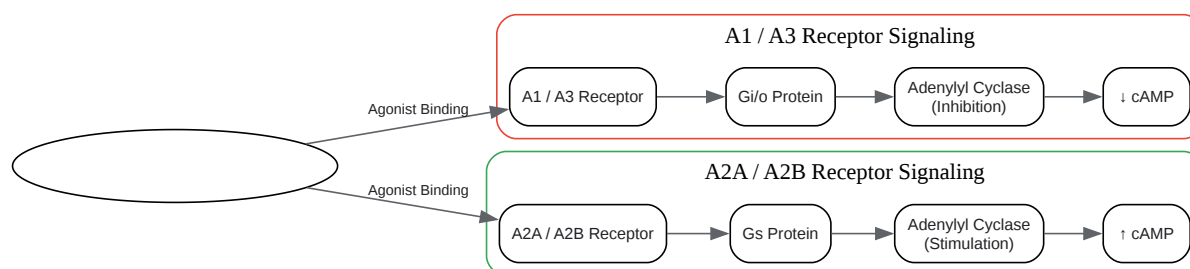 A1 / A3 Receptor Signaling
Agonist Binding
A1 / A3 Receptor
Gi/o Protein
Adenylyl Cyclase
(Inhibition)
↓ cAMP
A2A / A2B Receptor Signaling
Agonist Binding
A2A / A2B Receptor
Gs Protein
Adenylyl Cyclase
(Stimulation)
↑ cAMP